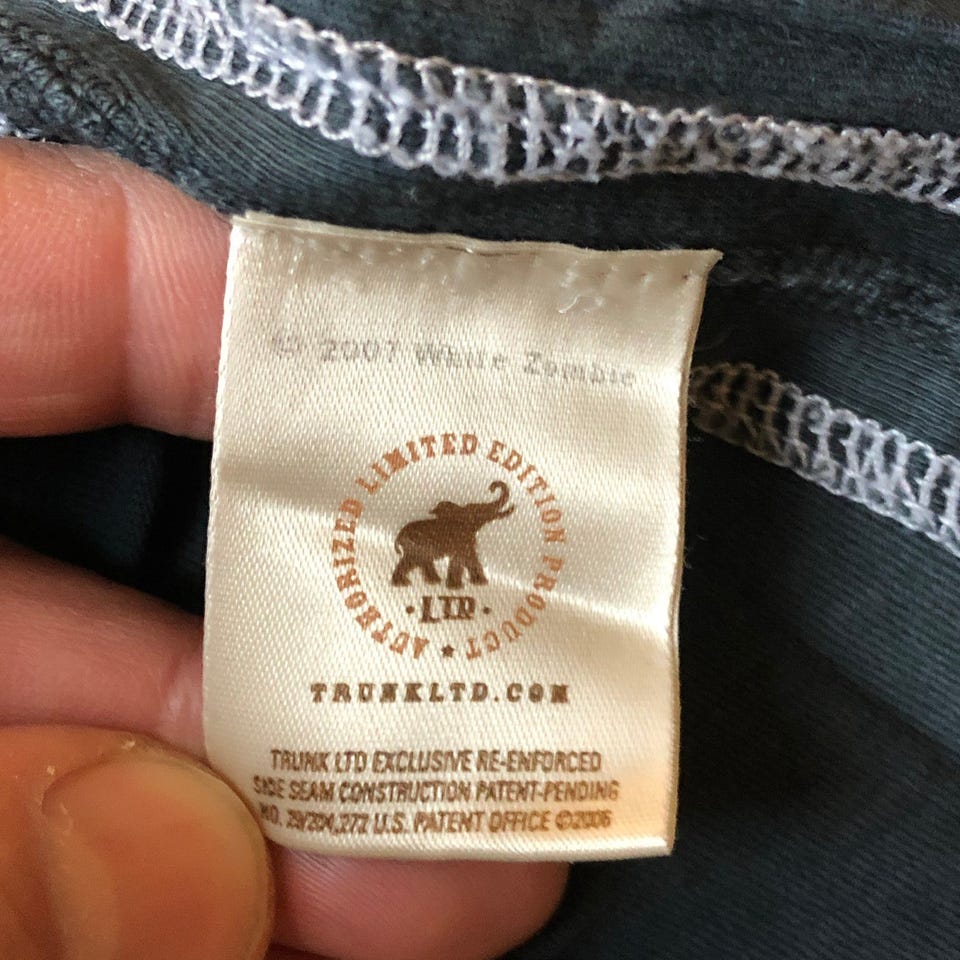 © 2007 White Zombie
AUTHORIZED LIMITED EDITION PRODUCT ★
·LTD·
TRUNKLTD.COM
TRUNK LTD EXCLUSIVE RE-ENFORCED
SIDE SEAM CONSTRUCTION PATENT-PENDING
NO. 29/204,277 U.S. PATENT OFFICE ©2006